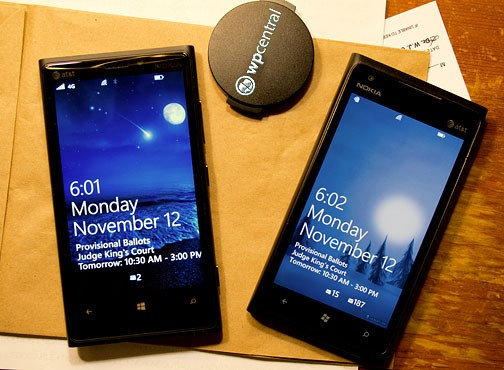 at&t
4G
6:01
Monday
November 12
Provisional Ballots
Judge King's Court
Tomorrow: 10:30 AM - 3:00 PM
2
wpcentral
NOKIA
at&t
6:02
Monday
November 12
Provisional Ballots
Judge King's Court
Tomorrow: 10:30 AM - 3:00 PM
15 187
Dr. W. J.